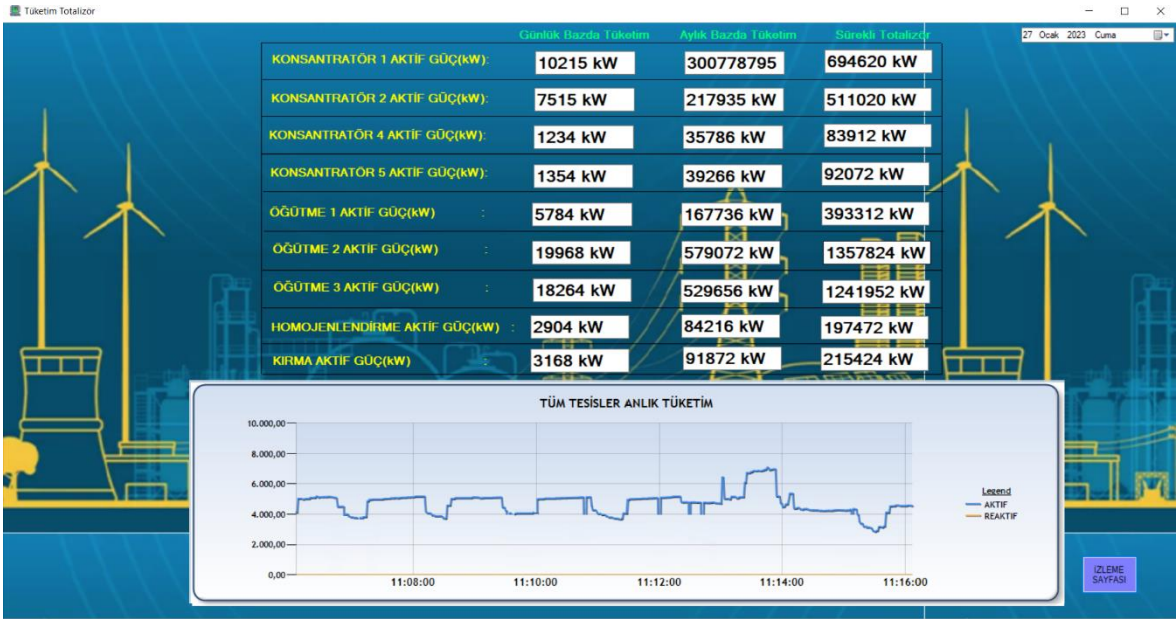 Tüketim Totalizör
Günlük Bazda Tüketim Aylık Bazda Tüketim Sürekli Totalizör
27 Ocak 2023 Cuma
KONSANTRATÖR 1 AKTİF GÜÇ(kW): 10215 kW 300778795 694620 kW
KONSANTRATÖR 2 AKTİF GÜÇ(kW): 7515 kW 217935 kW 511020 kW
KONSANTRATÖR 4 AKTİF GÜÇ(kW): 1234 kW 35786 kW 83912 kW
KONSANTRATÖR 5 AKTİF GÜÇ(kW): 1354 kW 39266 kW 92072 kW
ÖĞÜTME 1 AKTİF GÜÇ(kW) : 5784 kW 167736 kW 393312 kW
ÖĞÜTME 2 AKTİF GÜÇ(kW) : 19968 kW 579072 kW 1357824 kW
ÖĞÜTME 3 AKTİF GÜÇ(kW) : 18264 kW 529656 kW 1241952 kW
HOMOJENLENDİRME AKTİF GÜÇ(kW) : 2904 kW 84216 kW 197472 kW
KIRMA AKTİF GÜÇ(kW) : 3168 kW 91872 kW 215424 kW
TÜM TESİSLER ANLIK TÜKETİM
10.000,00
8.000,00
6.000,00
4.000,00
2.000,00
0,00
11:08:00 11:10:00 11:12:00 11:14:00 11:16:00
Legend
AKTIF
REAKTIF
İZLEME
SAYFASI